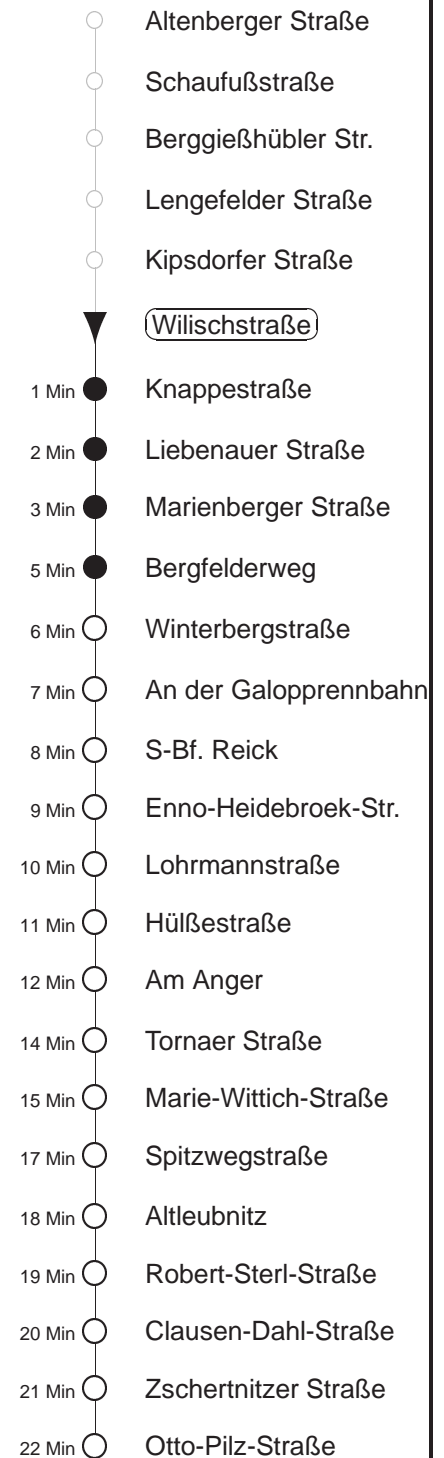 Altenberger Straße
Schaufußstraße
Berggießhübler Str.
Lengefelder Straße
Kipsdorfer Straße
Wilischstraße
1 Min Knappestraße
2 Min Liebenauer Straße
3 Min Marienberger Straße
5 Min Bergfelderweg
6 Min Winterbergstraße
7 Min An der Galopprennbahn
8 Min S-Bf. Reick
9 Min Enno-Heidebroek-Str.
10 Min Lohrmannstraße
11 Min Hülßestraße
12 Min Am Anger
14 Min Tornaer Straße
15 Min Marie-Wittich-Straße
17 Min Spitzwegstraße
18 Min Altleubnitz
19 Min Robert-Sterl-Straße
20 Min Clausen-Dahl-Straße
21 Min Zschertnitzer Straße
22 Min Otto-Pilz-Straße